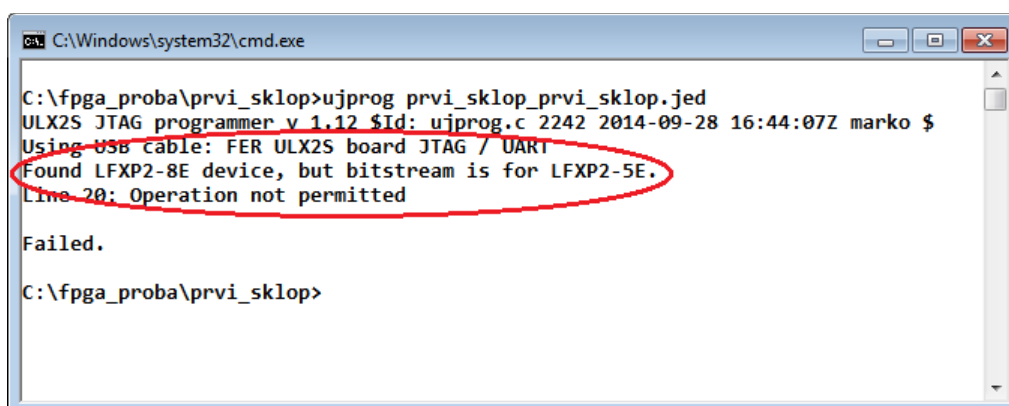 C:\Windows\system32\cmd.exe
C:\fpga_proba\prvi_sklop>ujprog prvi_sklop_prvi_sklop.jed
ULX2S JTAG programmer v 1.12 $Id: ujprog.c 2242 2014-09-28 16:44:07Z marko $
Using USB cable: FER ULX2S board JTAG / UART
Found LFXP2-8E device, but bitstream is for LFXP2-5E.
Line 20: Operation not permitted
Failed.
C:\fpga_proba\prvi_sklop>